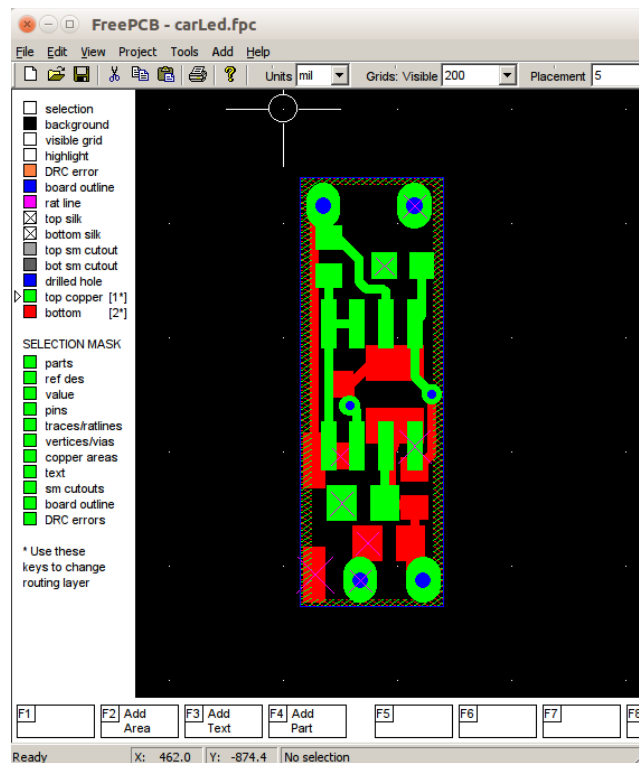 FreePCB - carLed.fpc
File Edit View Project Tools Add Help
Units mil Grids: Visible 200 Placement 5
selection
background
visible grid
highlight
DRC error
board outline
rat line
top silk
bottom silk
top sm cutout
bot sm cutout
drilled hole
top copper [1*]
bottom [2*]
SELECTION MASK
parts
ref des
value
pins
traces/ratlines
vertices/vias
copper areas
text
sm cutouts
board outline
DRC errors
* Use these
keys to change
routing layer
F1 F2 Add F3 Add F4 Add F5 F6 F7 F8
Area Text Part
Ready X: 462.0 Y: -874.4 No selection